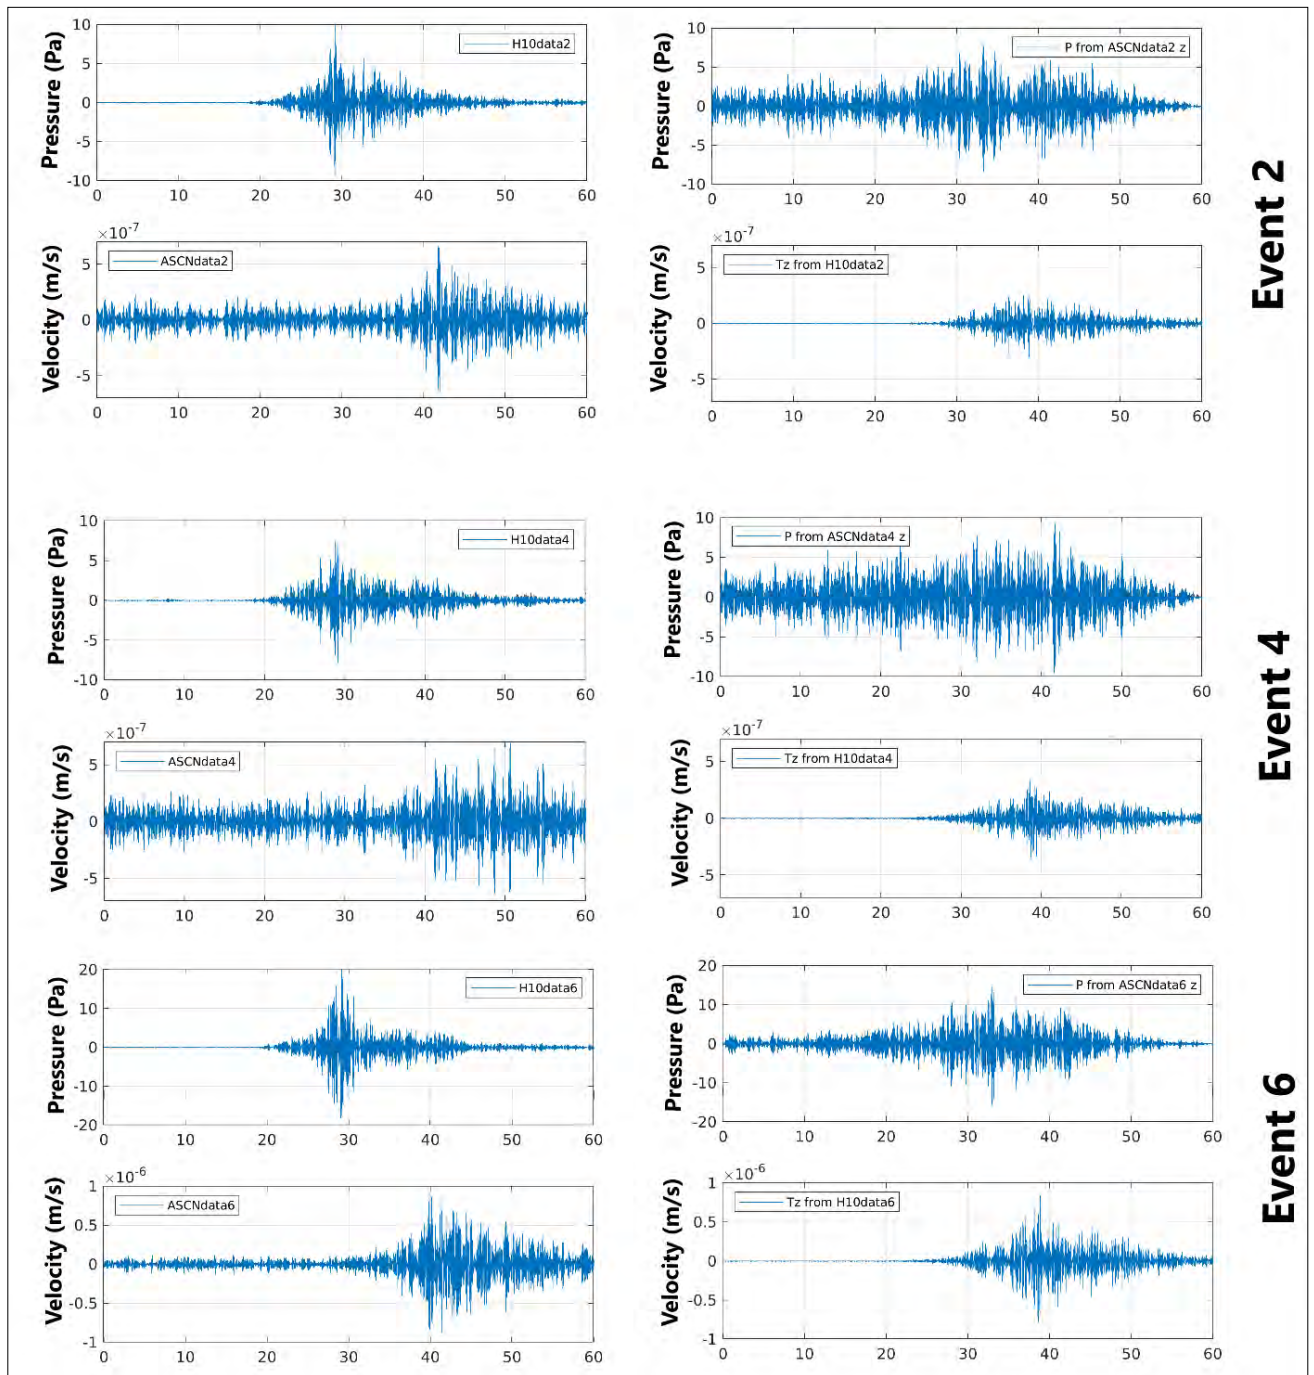 10
5
0
-5
-10
Pressure (Pa)
H10data2
0 10 20 30 40 50 60
10
5
0
-5
-10
Pressure (Pa)
P from ASCNdata2 z
0 10 20 30 40 50 60
×10⁻⁷
5
0
-5
Velocity (m/s)
ASCNdata2
0 10 20 30 40 50 60
×10⁻⁷
5
0
-5
Velocity (m/s)
Tz from H10data2
0 10 20 30 40 50 60
Event 2
10
5
0
-5
-10
Pressure (Pa)
H10data4
0 10 20 30 40 50 60
10
5
0
-5
-10
Pressure (Pa)
P from ASCNdata4 z
0 10 20 30 40 50 60
×10⁻⁷
5
0
-5
Velocity (m/s)
ASCNdata4
0 10 20 30 40 50 60
×10⁻⁷
5
0
-5
Velocity (m/s)
Tz from H10data4
0 10 20 30 40 50 60
Event 4
20
10
0
-10
-20
Pressure (Pa)
H10data6
0 10 20 30 40 50 60
20
10
0
-10
-20
Pressure (Pa)
P from ASCNdata6 z
0 10 20 30 40 50 60
×10⁻⁶
1
0.5
0
-0.5
-1
Velocity (m/s)
ASCNdata6
0 10 20 30 40 50 60
×10⁻⁶
1
0.5
0
-0.5
-1
Velocity (m/s)
Tz from H10data6
0 10 20 30 40 50 60
Event 6